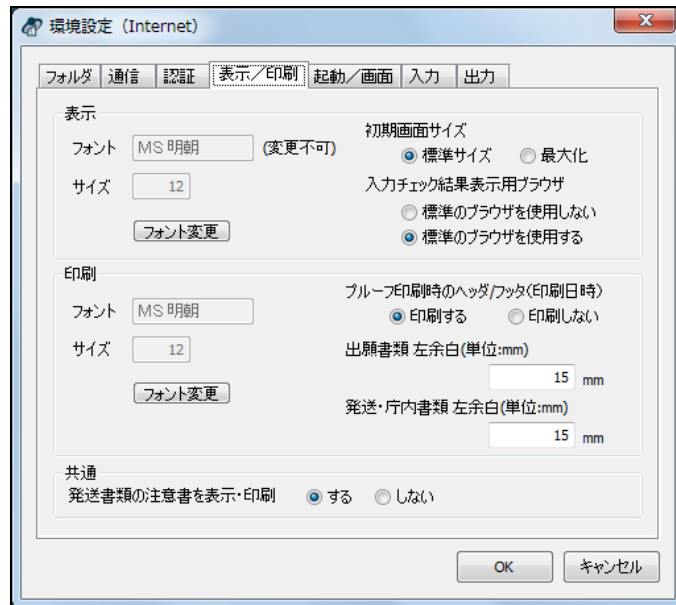 環境設定（Internet）
フォルダ 通信 認証 表示／印刷 起動／画面 入力 出力
表示
フォント MS 明朝 (変更不可)
サイズ 12
フォント変更
初期画面サイズ
標準サイズ 最大化
入力チェック結果表示用ブラウザ
標準のブラウザを使用しない
標準のブラウザを使用する
印刷
フォント MS 明朝
サイズ 12
フォント変更
プルーフ印刷時のヘッダ/フッタ(印刷日時)
印刷する 印刷しない
出願書類 左余白(単位:mm)
15 mm
発送・庁内書類 左余白(単位:mm)
15 mm
共通
発送書類の注意書を表示・印刷 する しない
OK キャンセル